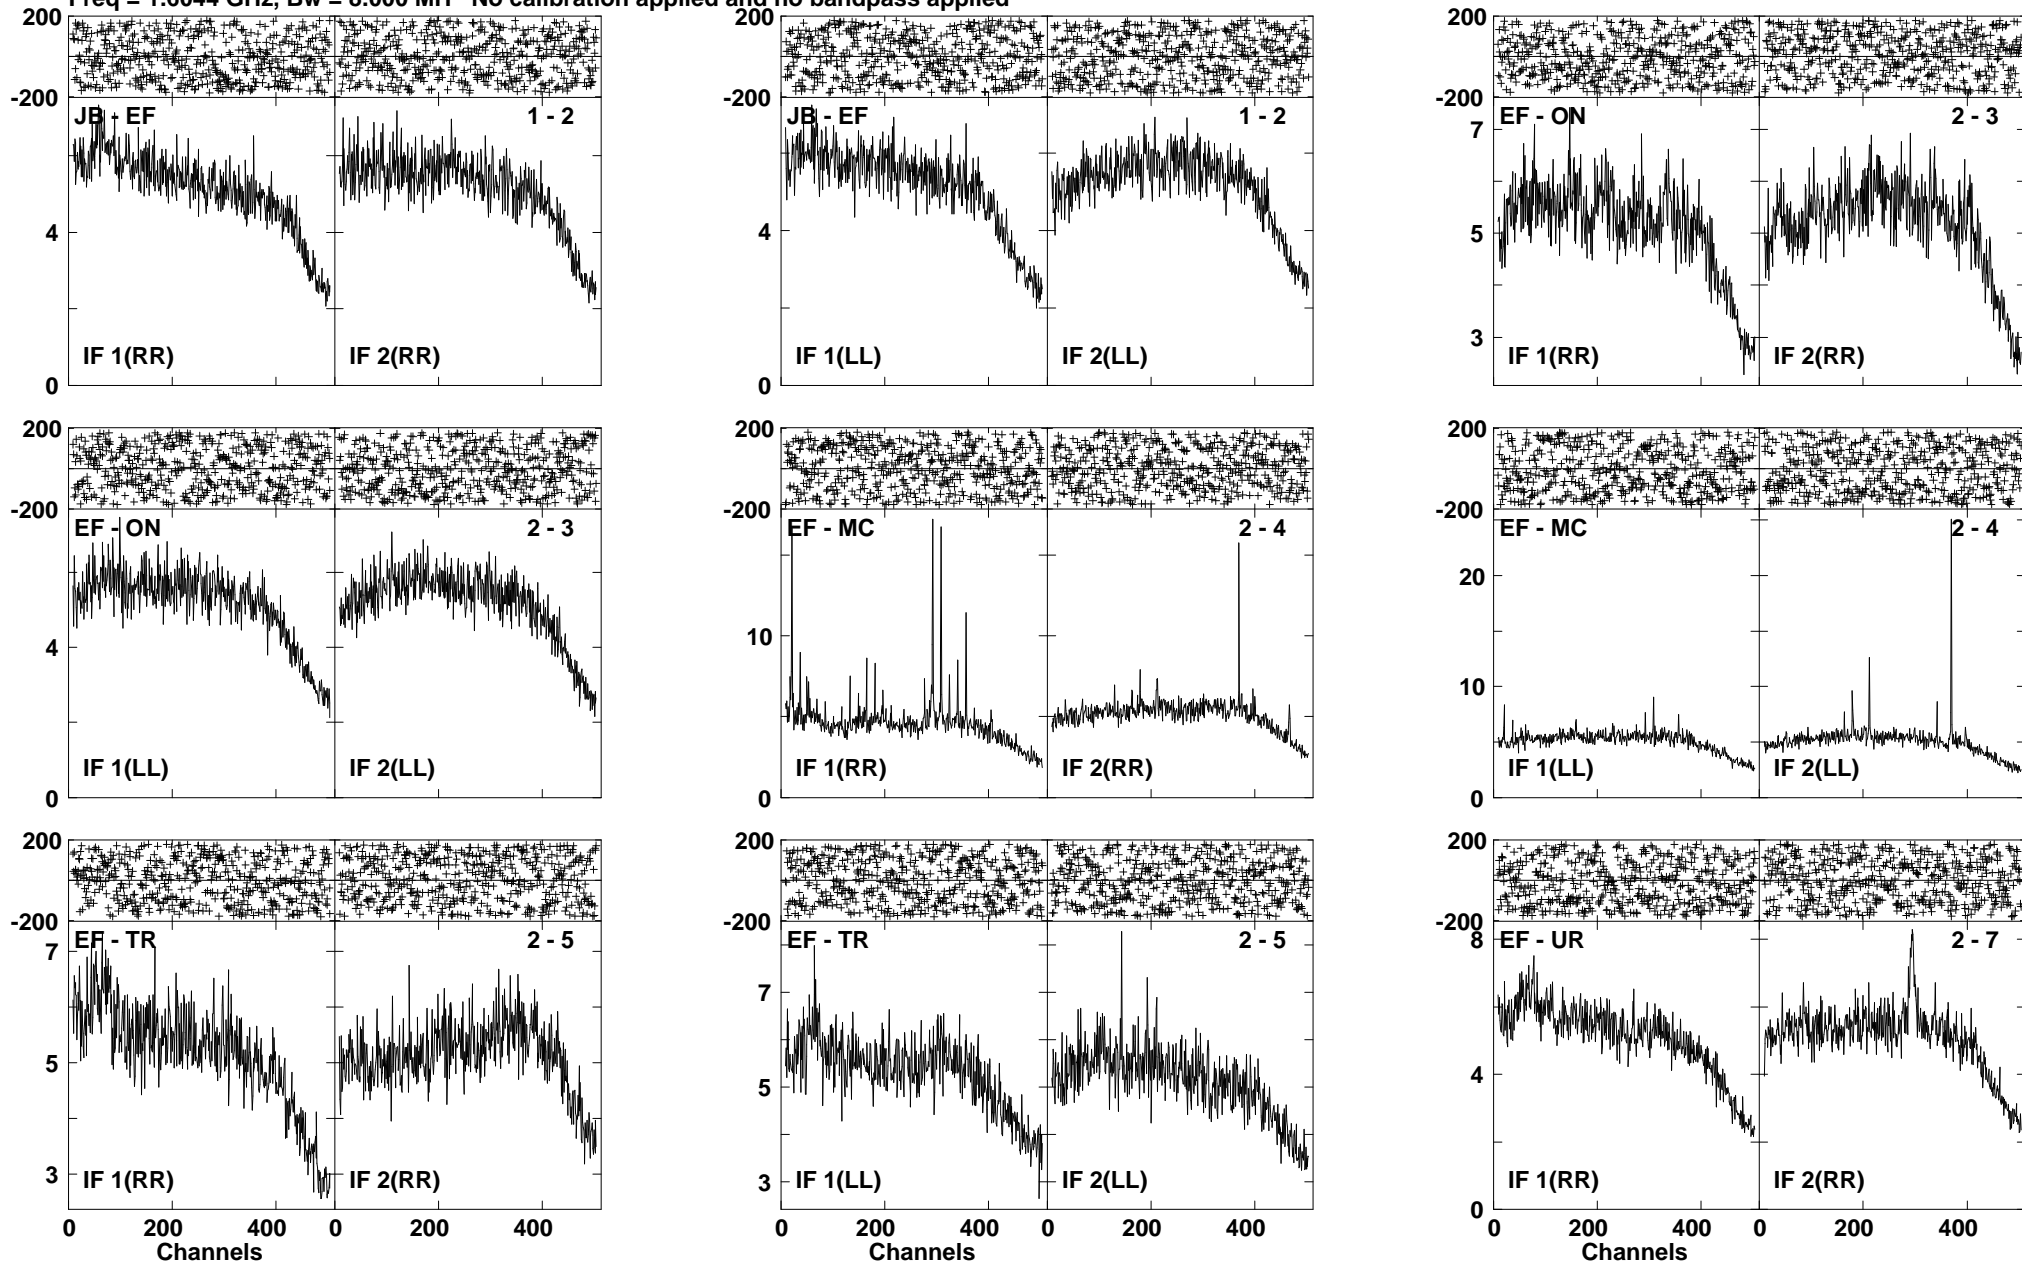 Freq = 1.6644 GHz, Bw = 8.000 MH No calibration applied and no bandpass applied
200 200 200
-200 -200 -200
JB - EF 1 - 2 JB - EF 1 - 2 EF - ON 2 - 3
7
4 4 5
3
IF 1(RR) IF 2(RR) IF 1(LL) IF 2(LL) IF 1(RR) IF 2(RR)
0 0
200 200 200
-200 -200 -200
EF - ON 2 - 3 EF - MC 2 - 4 EF - MC 2 - 4
20
4 10 10
IF 1(LL) IF 2(LL) IF 1(RR) IF 2(RR) IF 1(LL) IF 2(LL)
0 0 0
200 200 200
-200 -200 -200
EF - TR 2 - 5 EF - TR 2 - 5 EF - UR 2 - 7
7 7 8
5 5 4
3 3
IF 1(RR) IF 2(RR) IF 1(LL) IF 2(LL) IF 1(RR) IF 2(RR)
0
0 200 400 0 200 400 0 200 400 0 200 400 0 200 400 0 200 400
Channels Channels Channels